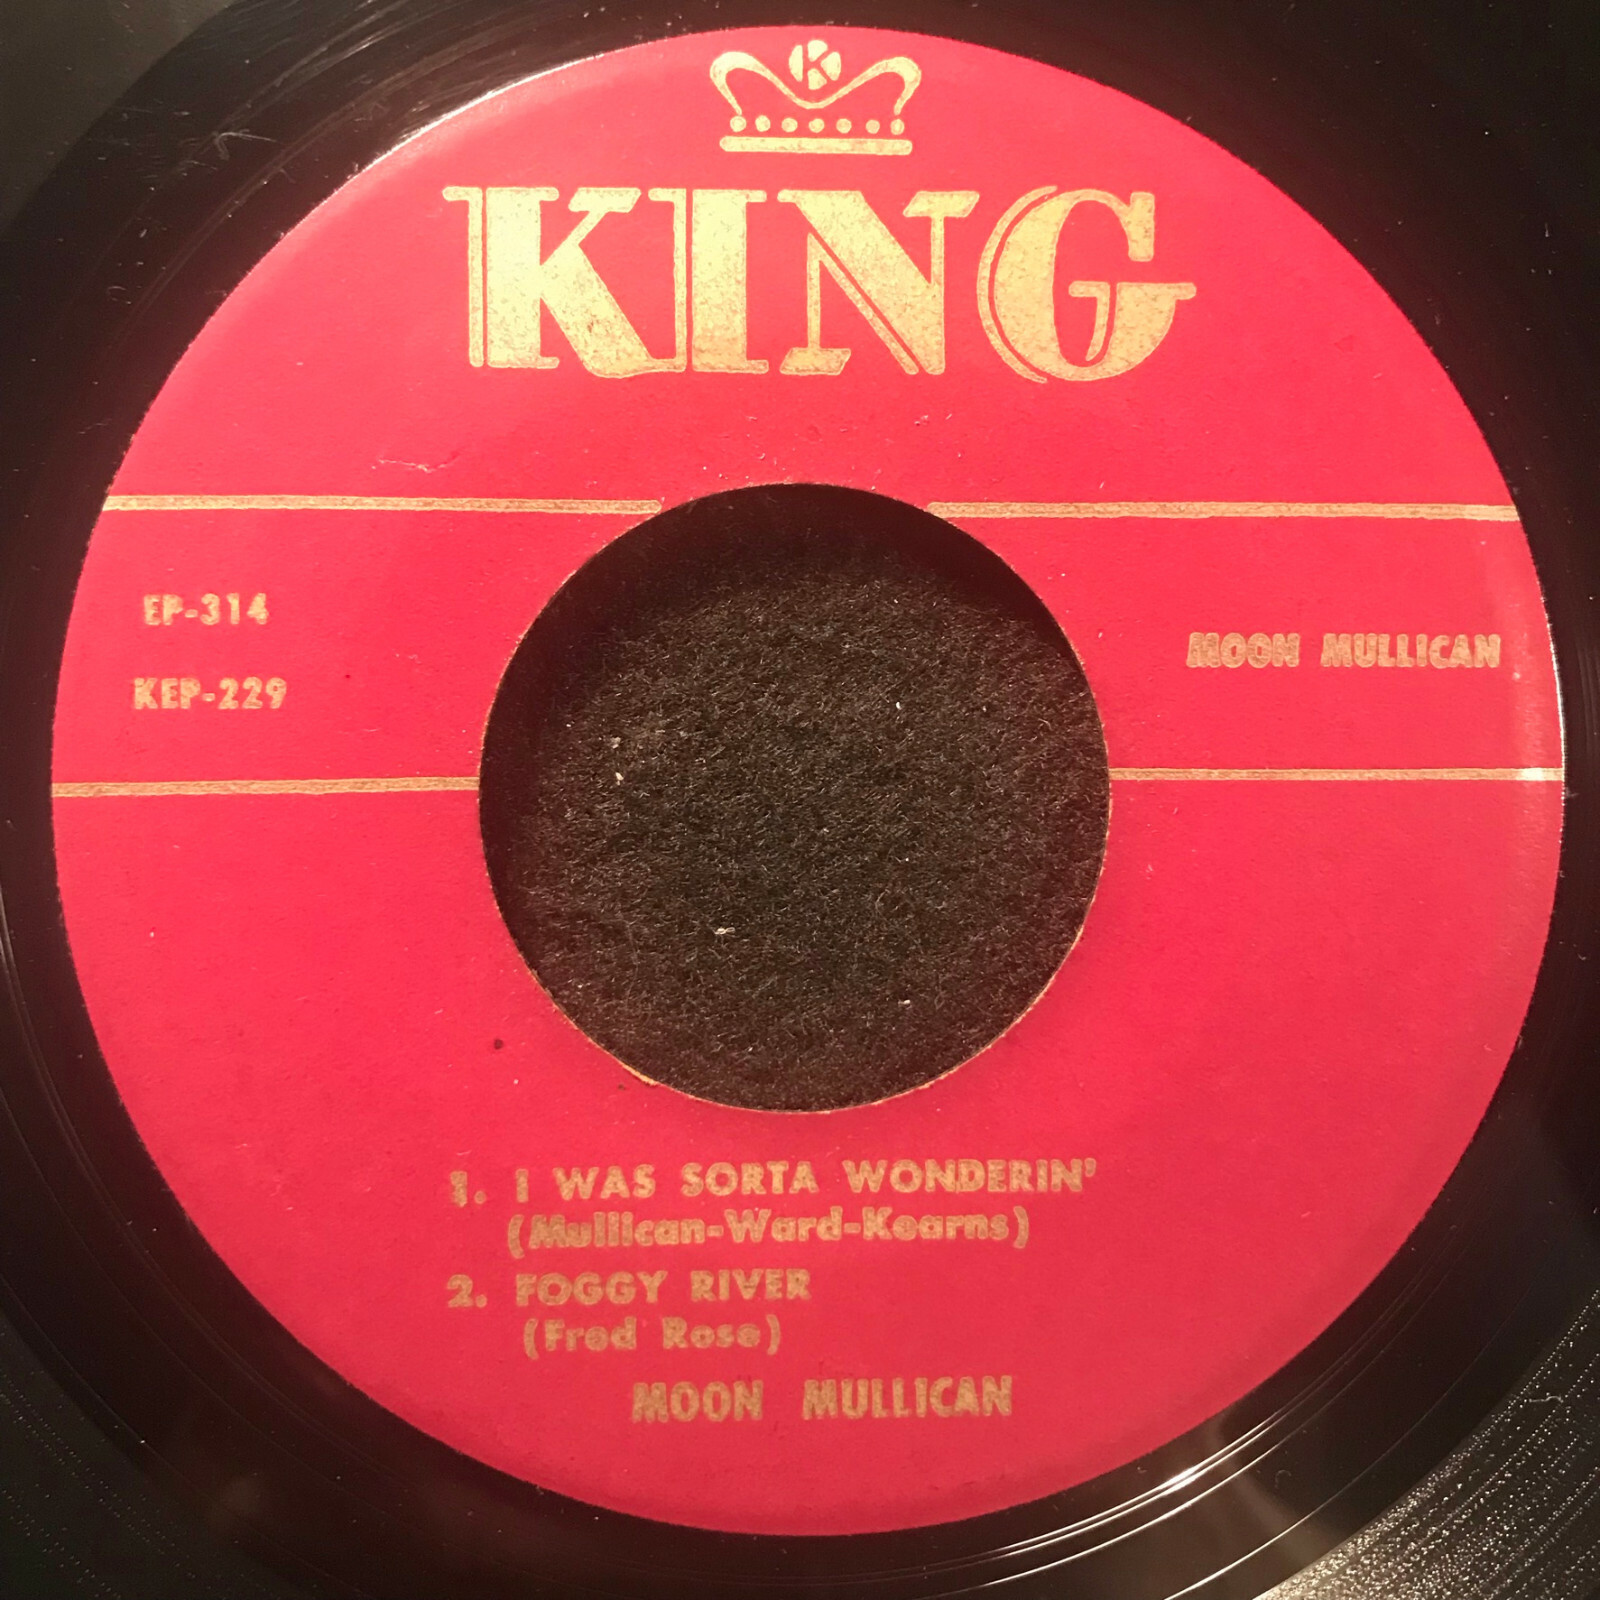 K
KING
EP-314
KEP-229
MOON MULLICAN
1. I WAS SORTA WONDERIN'
(Mullican-Ward-Kearns)
2. FOGGY RIVER
(Fred Rose)
MOON MULLICAN